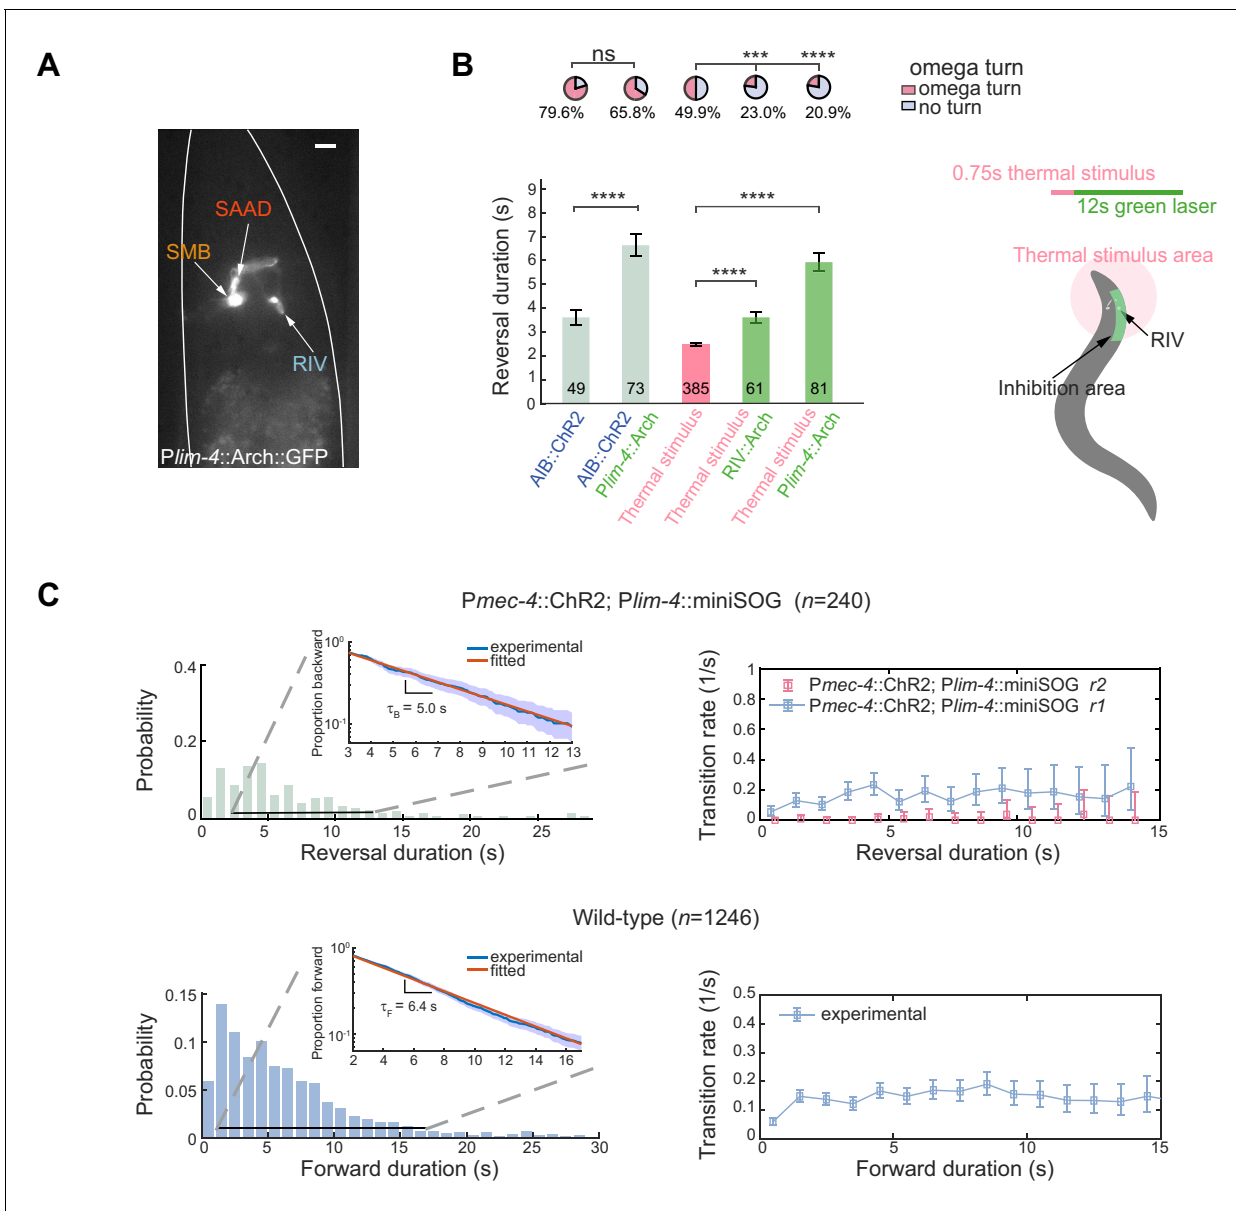 A
SAAD
SMB
RIV
Plim-4::Arch::GFP
B
ns
***
****
79.6%
65.8%
49.9%
23.0%
20.9%
omega turn
omega turn
no turn
Reversal duration (s)
9
8
7
6
5
4
3
2
1
0
****
****
****
49
73
385
61
81
AIB::ChR2
AIB::ChR2
Plim-4::Arch
Thermal stimulus
Thermal stimulus
RIV::Arch
Thermal stimulus
Plim-4::Arch
0.75s thermal stimulus
12s green laser
Thermal stimulus area
RIV
Inhibition area
C
Pmec-4::ChR2; Plim-4::miniSOG (n=240)
Probability
0.4
0.2
0
0 5 10 15 20 25
Reversal duration (s)
Proportion backward
10⁰
10⁻¹
experimental
fitted
τB = 5.0 s
3 4 5 6 7 8 9 10 11 12 13
Transition rate (1/s)
1
0.8
0.6
0.4
0.2
0
Pmec-4::ChR2; Plim-4::miniSOG r2
Pmec-4::ChR2; Plim-4::miniSOG r1
0 5 10 15
Reversal duration (s)
Wild-type (n=1246)
Probability
0.15
0.1
0.05
0
0 5 10 15 20 25 30
Forward duration (s)
Proportion forward
10⁰
10⁻¹
experimental
fitted
τF = 6.4 s
2 4 6 8 10 12 14 16
Transition rate (1/s)
0.5
0.4
0.3
0.2
0.1
0
experimental
0 5 10 15
Forward duration (s)